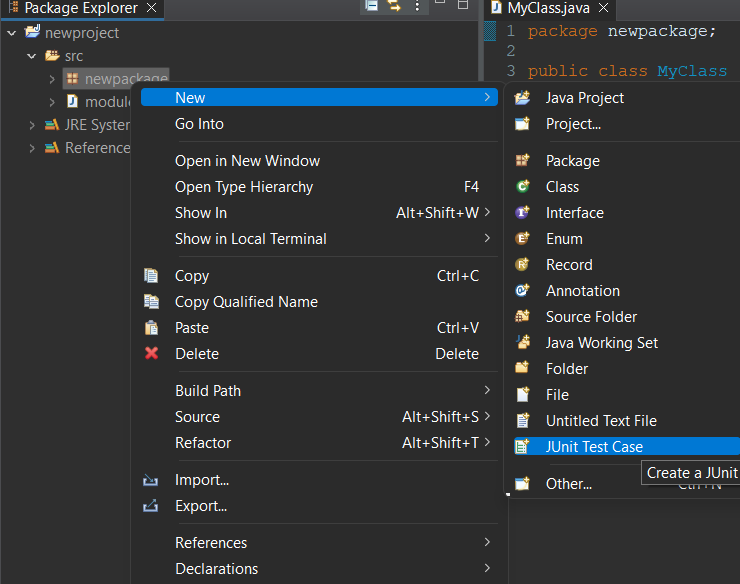 Package Explorer
MyClass.java
newproject
src
newpackage
JRE System
Reference
1 package newpackage;
2
3 public class MyClass
New
Go Into
Open in New Window
Open Type Hierarchy F4
Show In Alt+Shift+W
Show in Local Terminal
Copy Ctrl+C
Copy Qualified Name
Paste Ctrl+V
Delete Delete
Build Path
Source Alt+Shift+S
Refactor Alt+Shift+T
Import...
Export...
References
Declarations
Java Project
Project...
Package
Class
Interface
Enum
Record
Annotation
Source Folder
Java Working Set
Folder
File
Untitled Text File
JUnit Test Case
Create a JUnit
Other... Ctrl+N